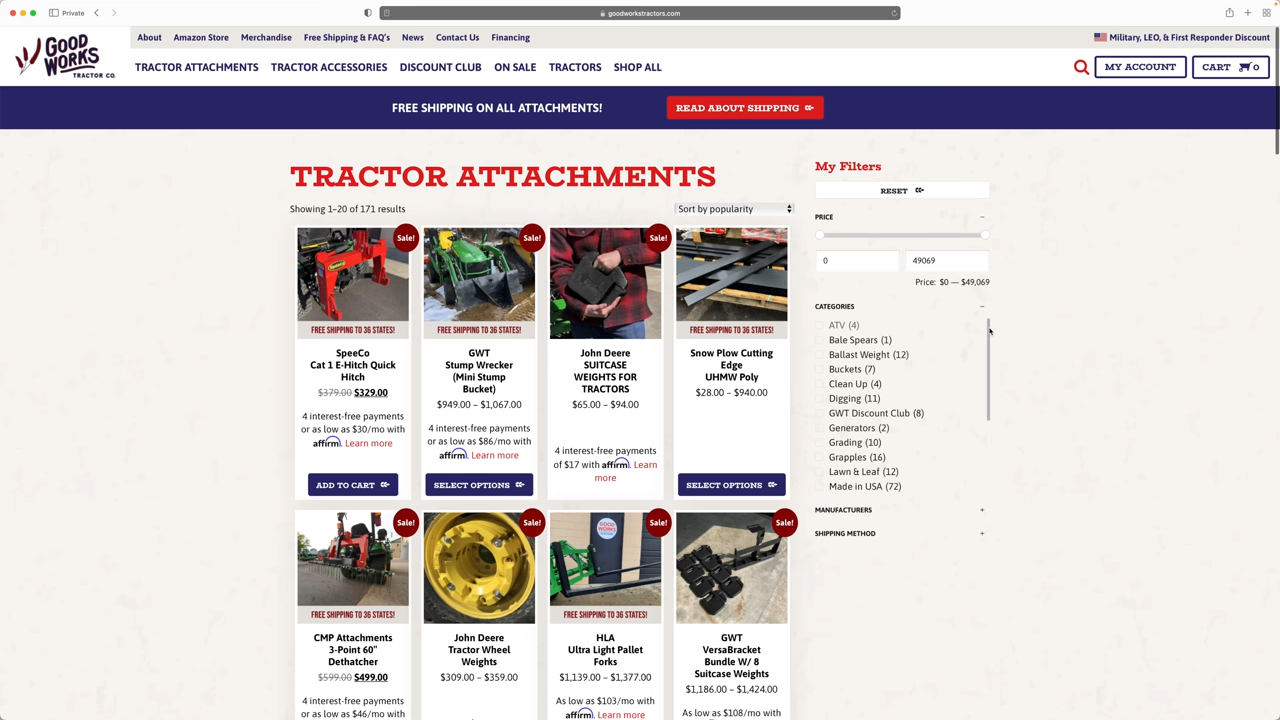 Private
goodworkstractors.com
GOOD
WORKS
TRACTOR CO.
About
Amazon Store
Merchandise
Free Shipping & FAQ's
News
Contact Us
Financing
Military, LEO, & First Responder Discount
TRACTOR ATTACHMENTS
TRACTOR ACCESSORIES
DISCOUNT CLUB
ON SALE
TRACTORS
SHOP ALL
MY ACCOUNT
CART 0
FREE SHIPPING ON ALL ATTACHMENTS!
READ ABOUT SHIPPING
TRACTOR ATTACHMENTS
Showing 1–20 of 171 results
Sort by popularity
Sale!
FREE SHIPPING TO 36 STATES!
SpeeCo
Cat 1 E-Hitch Quick
Hitch
$379.00 $329.00
4 interest-free payments
or as low as $30/mo with
affirm. Learn more
ADD TO CART
Sale!
FREE SHIPPING TO 36 STATES!
GWT
Stump Wrecker
(Mini Stump
Bucket)
$949.00 – $1,067.00
4 interest-free payments
or as low as $86/mo with
affirm. Learn more
SELECT OPTIONS
Sale!
John Deere
SUITCASE
WEIGHTS FOR
TRACTORS
$65.00 – $94.00
4 interest-free payments
of $17 with affirm. Learn
more
FREE SHIPPING TO 36 STATES!
Snow Plow Cutting
Edge
UHMW Poly
$28.00 – $940.00
SELECT OPTIONS
Sale!
FREE SHIPPING TO 36 STATES!
CMP Attachments
3-Point 60"
Dethatcher
$599.00 $499.00
4 interest-free payments
or as low as $46/mo with
Sale!
John Deere
Tractor Wheel
Weights
$309.00 – $359.00
Sale!
GOOD
WORKS
FREE SHIPPING TO 36 STATES!
HLA
Ultra Light Pallet
Forks
$1,139.00 – $1,377.00
As low as $103/mo with
affirm. Learn more
Sale!
GWT
VersaBracket
Bundle W/ 8
Suitcase Weights
$1,186.00 – $1,424.00
As low as $108/mo with
My Filters
RESET
PRICE
0
49069
Price: $0 — $49,069
CATEGORIES
ATV (4)
Bale Spears (1)
Ballast Weight (12)
Buckets (7)
Clean Up (4)
Digging (11)
GWT Discount Club (8)
Generators (2)
Grading (10)
Grapples (16)
Lawn & Leaf (12)
Made in USA (72)
MANUFACTURERS
SHIPPING METHOD